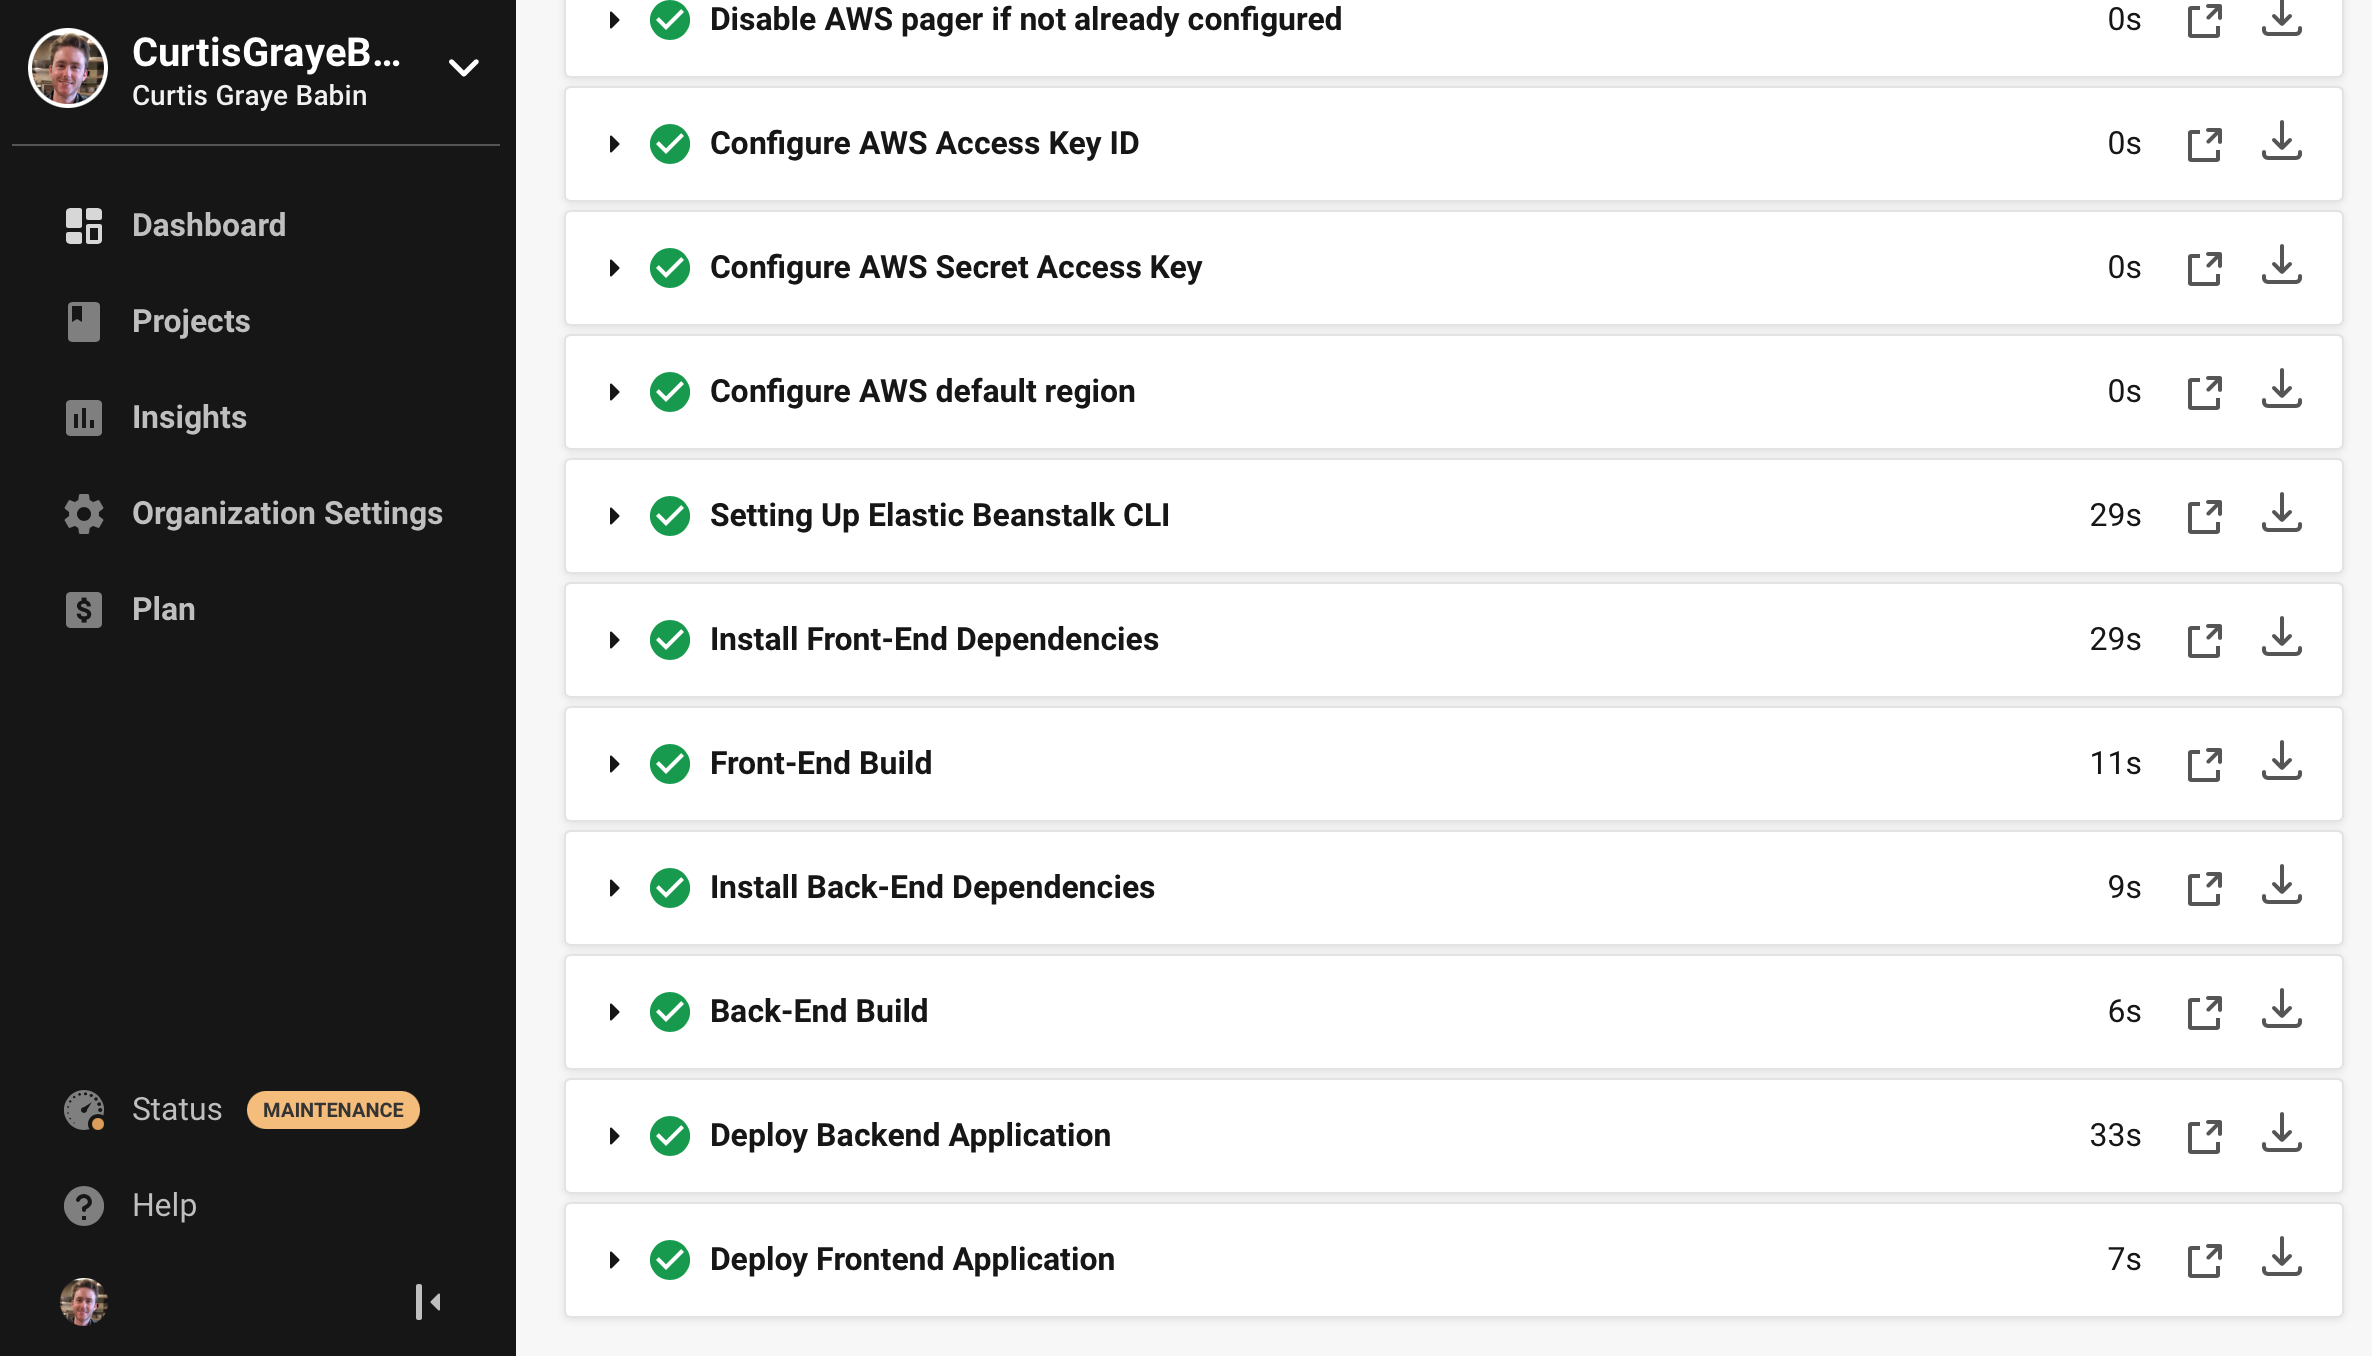 CurtisGrayeB...
Curtis Graye Babin
Dashboard
Projects
Insights
Organization Settings
Plan
Status MAINTENANCE
Help
Disable AWS pager if not already configured 0s
Configure AWS Access Key ID 0s
Configure AWS Secret Access Key 0s
Configure AWS default region 0s
Setting Up Elastic Beanstalk CLI 29s
Install Front-End Dependencies 29s
Front-End Build 11s
Install Back-End Dependencies 9s
Back-End Build 6s
Deploy Backend Application 33s
Deploy Frontend Application 7s